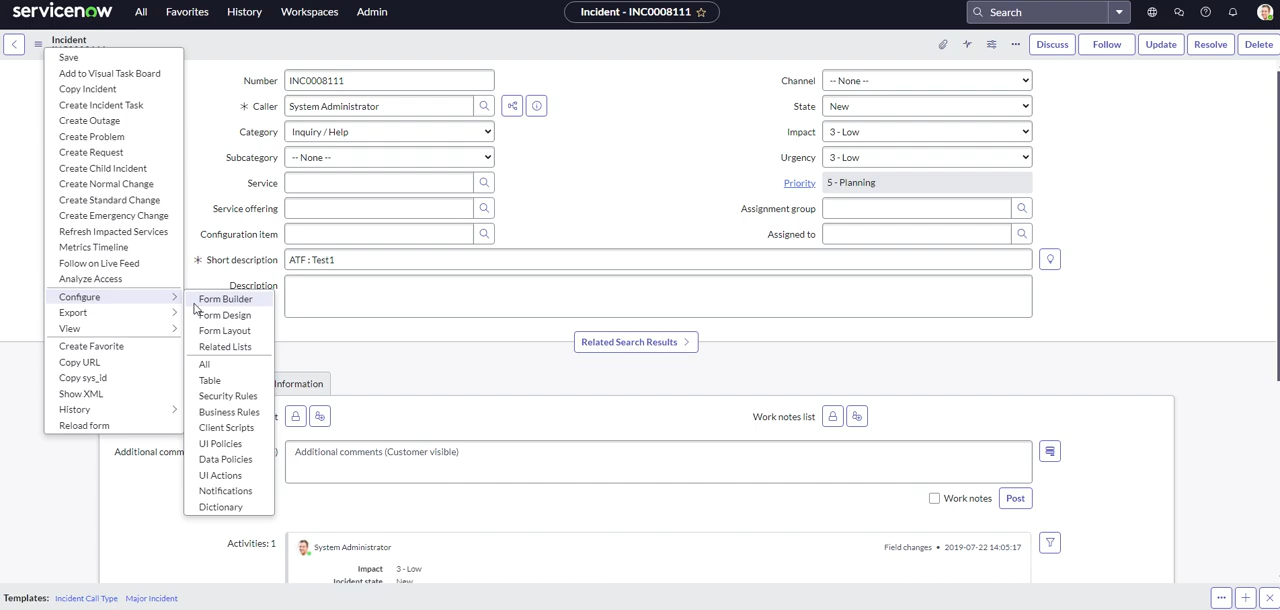 servicenow
All
Favorites
History
Workspaces
Admin
Incident - INC0008111
Search
Incident
Discuss
Follow
Update
Resolve
Delete
Save
Add to Visual Task Board
Copy Incident
Create Incident Task
Create Outage
Create Problem
Create Request
Create Child Incident
Create Normal Change
Create Standard Change
Create Emergency Change
Refresh Impacted Services
Metrics Timeline
Follow on Live Feed
Analyze Access
Configure
Export
View
Create Favorite
Copy URL
Copy sys_id
Show XML
History
Reload form
Form Builder
Form Design
Form Layout
Related Lists
All
Table
Security Rules
Business Rules
Client Scripts
UI Policies
Data Policies
UI Actions
Notifications
Dictionary
Number INC0008111
Caller System Administrator
Category Inquiry / Help
Subcategory -- None --
Service
Service offering
Configuration item
Short description ATF : Test1
Description
Channel -- None --
State New
Impact 3 - Low
Urgency 3 - Low
Priority 5 - Planning
Assignment group
Assigned to
Related Search Results
Information
Work notes list
Additional comments (Customer visible)
Work notes
Post
Activities: 1
System Administrator
Field changes • 2019-07-22 14:05:17
Impact 3 - Low
Incident state New
Templates: Incident Call Type Major Incident